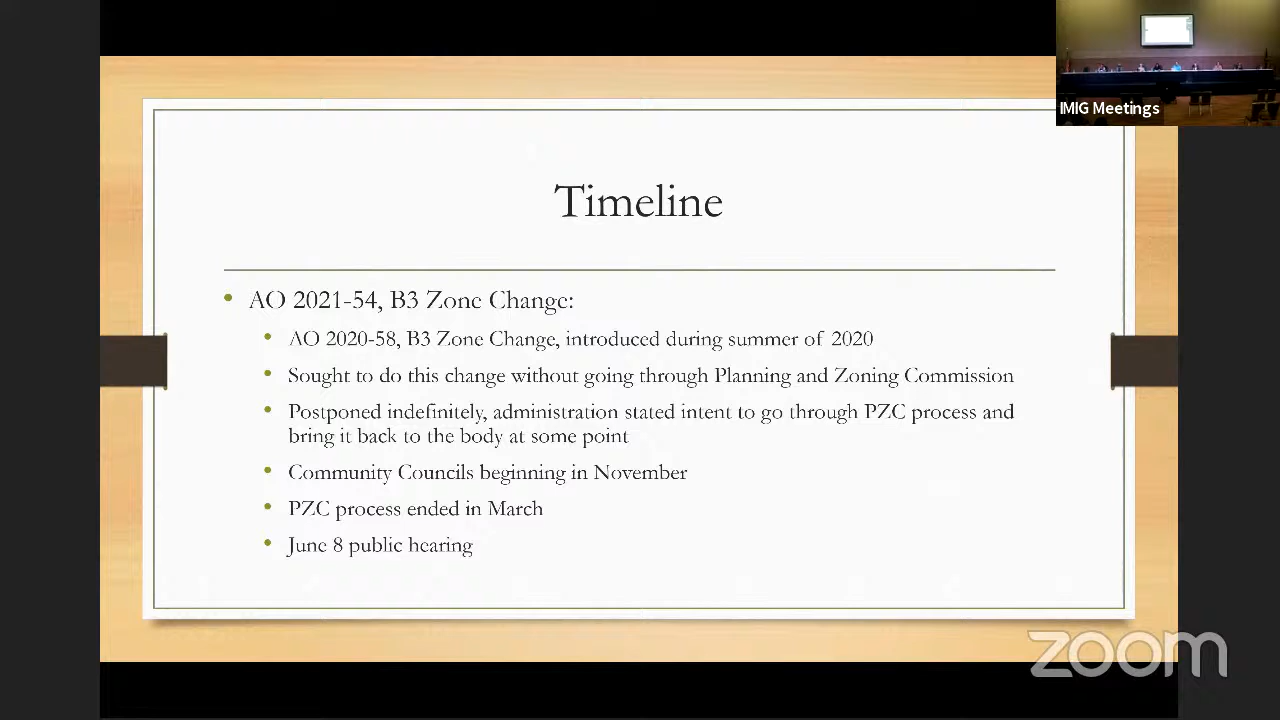 IMIG Meetings
Timeline
• AO 2021-54, B3 Zone Change:
• AO 2020-58, B3 Zone Change, introduced during summer of 2020
• Sought to do this change without going through Planning and Zoning Commission
• Postponed indefinitely, administration stated intent to go through PZC process and
bring it back to the body at some point
• Community Councils beginning in November
• PZC process ended in March
• June 8 public hearing
zoom